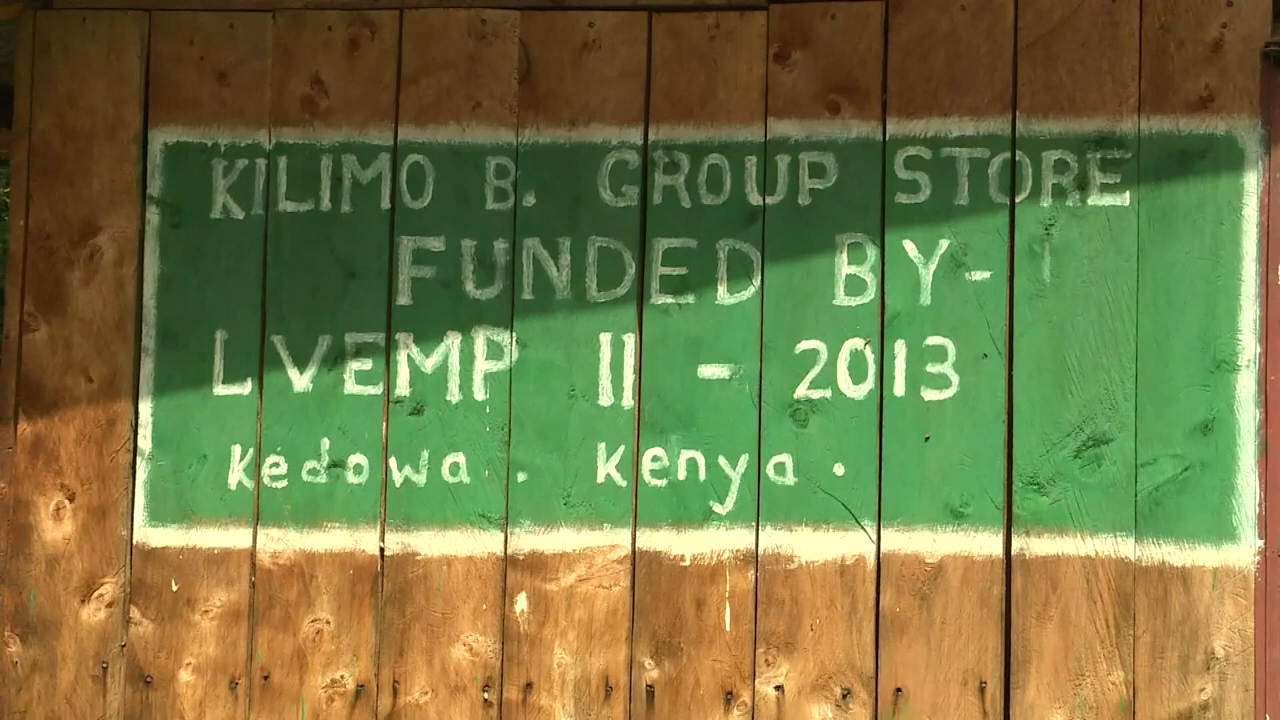 KILIMO B. GROUP STORE
FUNDED BY-
LVEMP II - 2013
Kedowa. Kenya.